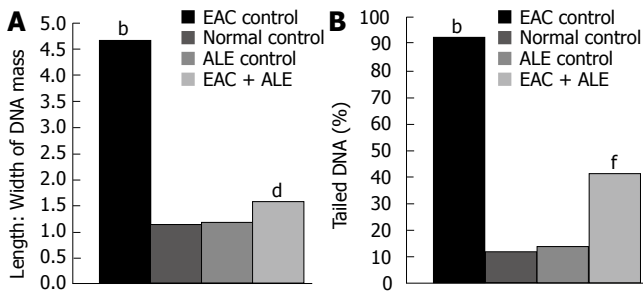 A
Length: Width of DNA mass
5.0
4.5
4.0
3.5
3.0
2.5
2.0
1.5
1.0
0.5
0.0
b
d
EAC control
Normal control
ALE control
EAC + ALE
B
Tailed DNA (%)
100
90
80
70
60
50
40
30
20
10
0
b
f
EAC control
Normal control
ALE control
EAC + ALE